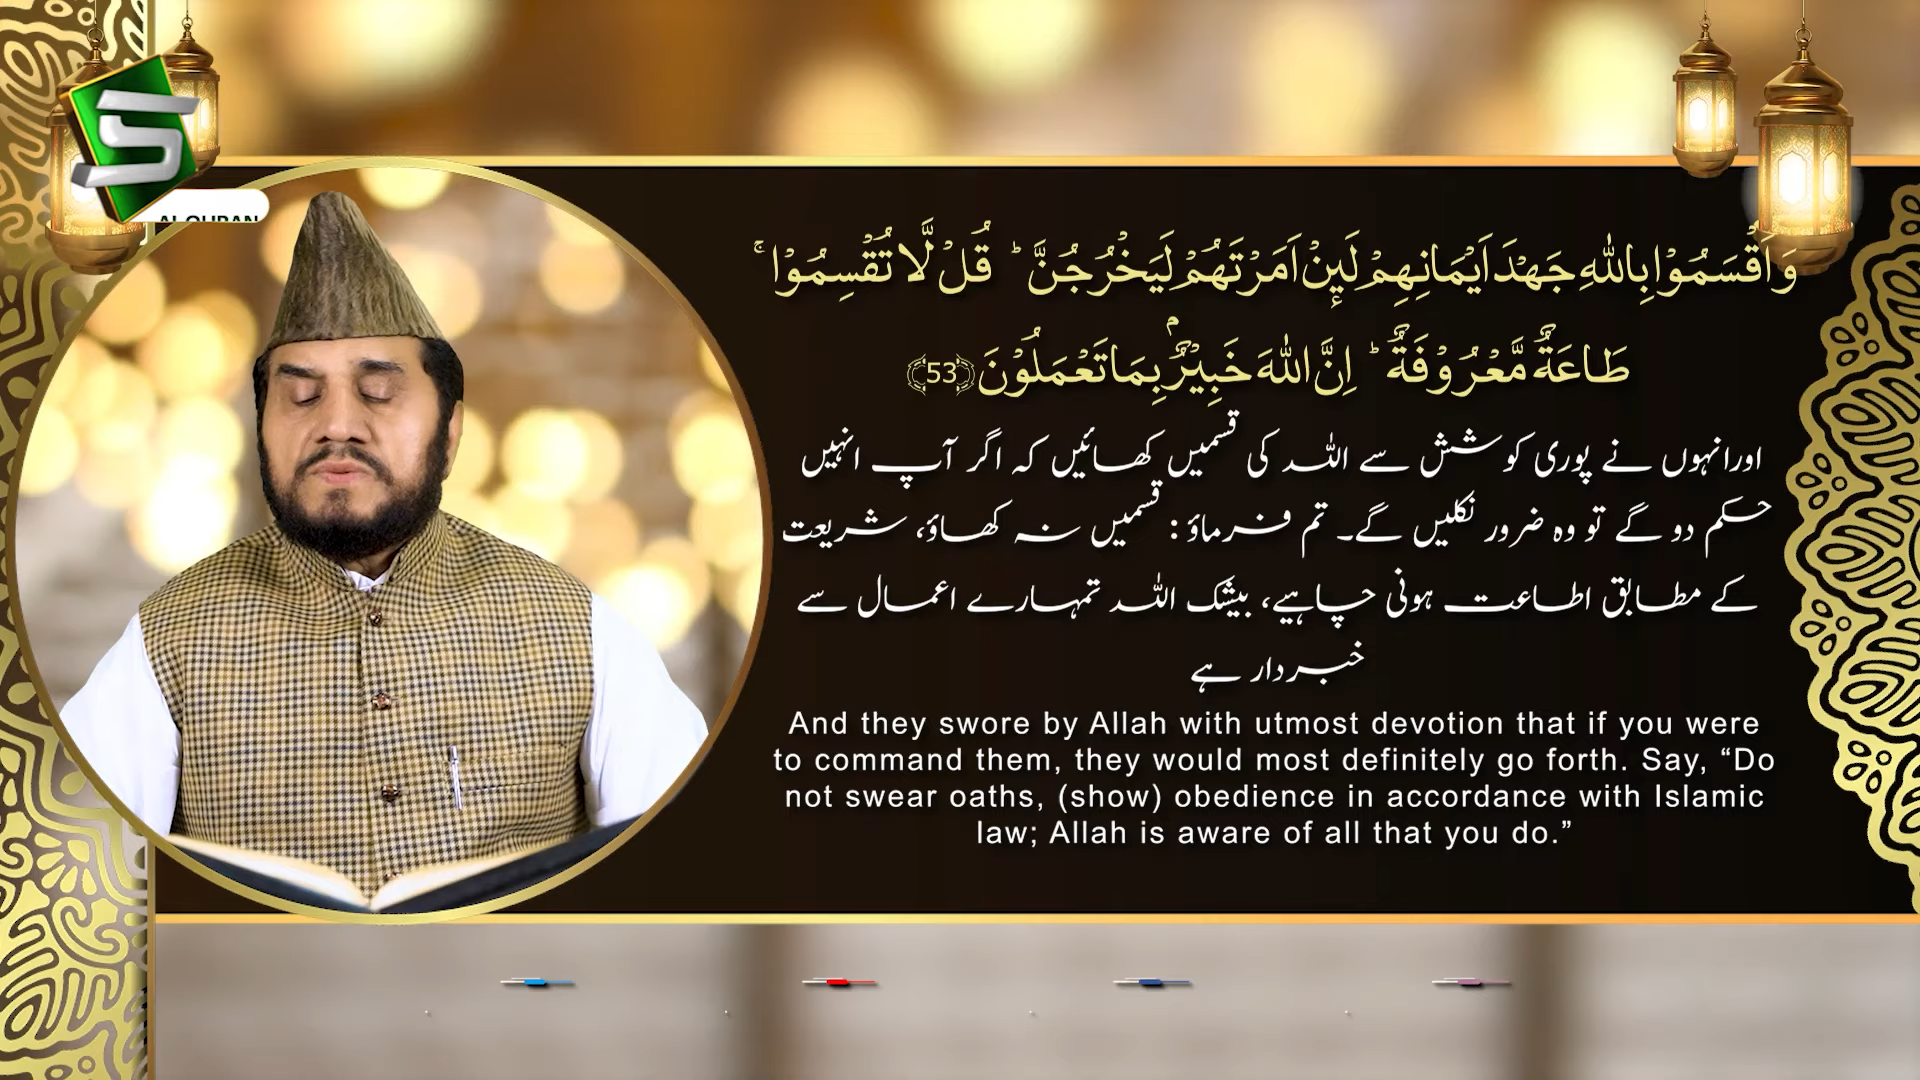 AL QURAN
وَاَقْسَمُوْا بِاللّٰهِ جَهْدَ اَیْمَانِهِمْ لَىِٕنْ اَمَرْتَهُمْ لَیَخْرُجُنَّ ؕ قُلْ لَّا تُقْسِمُوْا ۚ
طَاعَةٌ مَّعْرُوْفَةٌ ؕ اِنَّ اللّٰهَ خَبِیْرٌۢ بِمَا تَعْمَلُوْنَ ﴿53﴾
اورانہوں نے پوری کوشش سے اللہ کی قسمیں کھائیں کہ اگر آپ انہیں
حکم دو گے تو وہ ضرور نکلیں گے۔ تم فرماؤ: قسمیں نہ کھاؤ، شریعت
کے مطابق اطاعت ہونی چاہیے، بیشک اللہ تمہارے اعمال سے
خبردار ہے
And they swore by Allah with utmost devotion that if you were
to command them, they would most definitely go forth. Say, “Do
not swear oaths, (show) obedience in accordance with Islamic
law; Allah is aware of all that you do.”